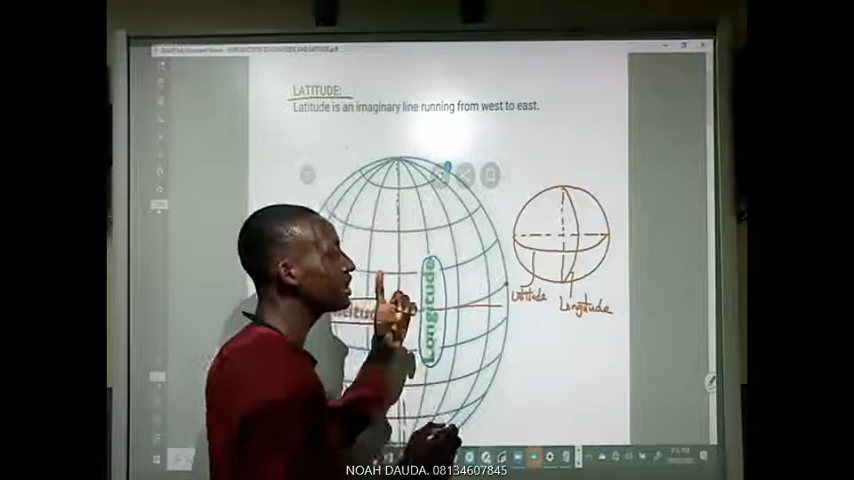 LATITUDE:
Latitude is an imaginary line running from west to east.
Longitude
Latitude
Longitude
NOAH DAUDA. 08134607845